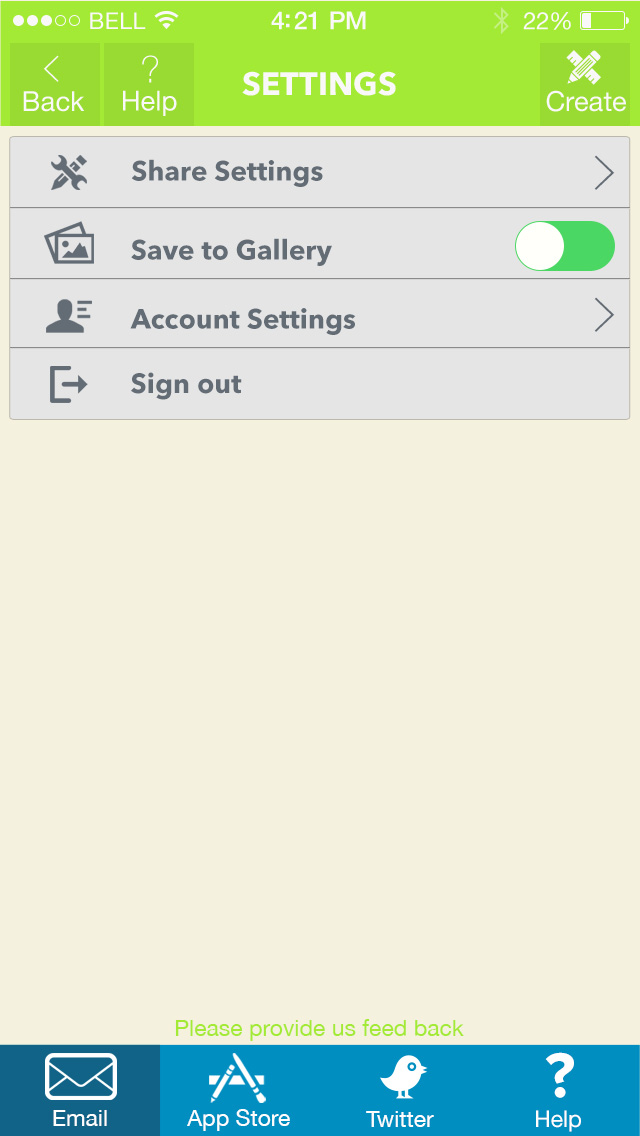 BELL 4:21 PM 22%
Back ? Help SETTINGS Create
Share Settings
Save to Gallery
Account Settings
Sign out
Please provide us feed back
Email App Store Twitter ? Help